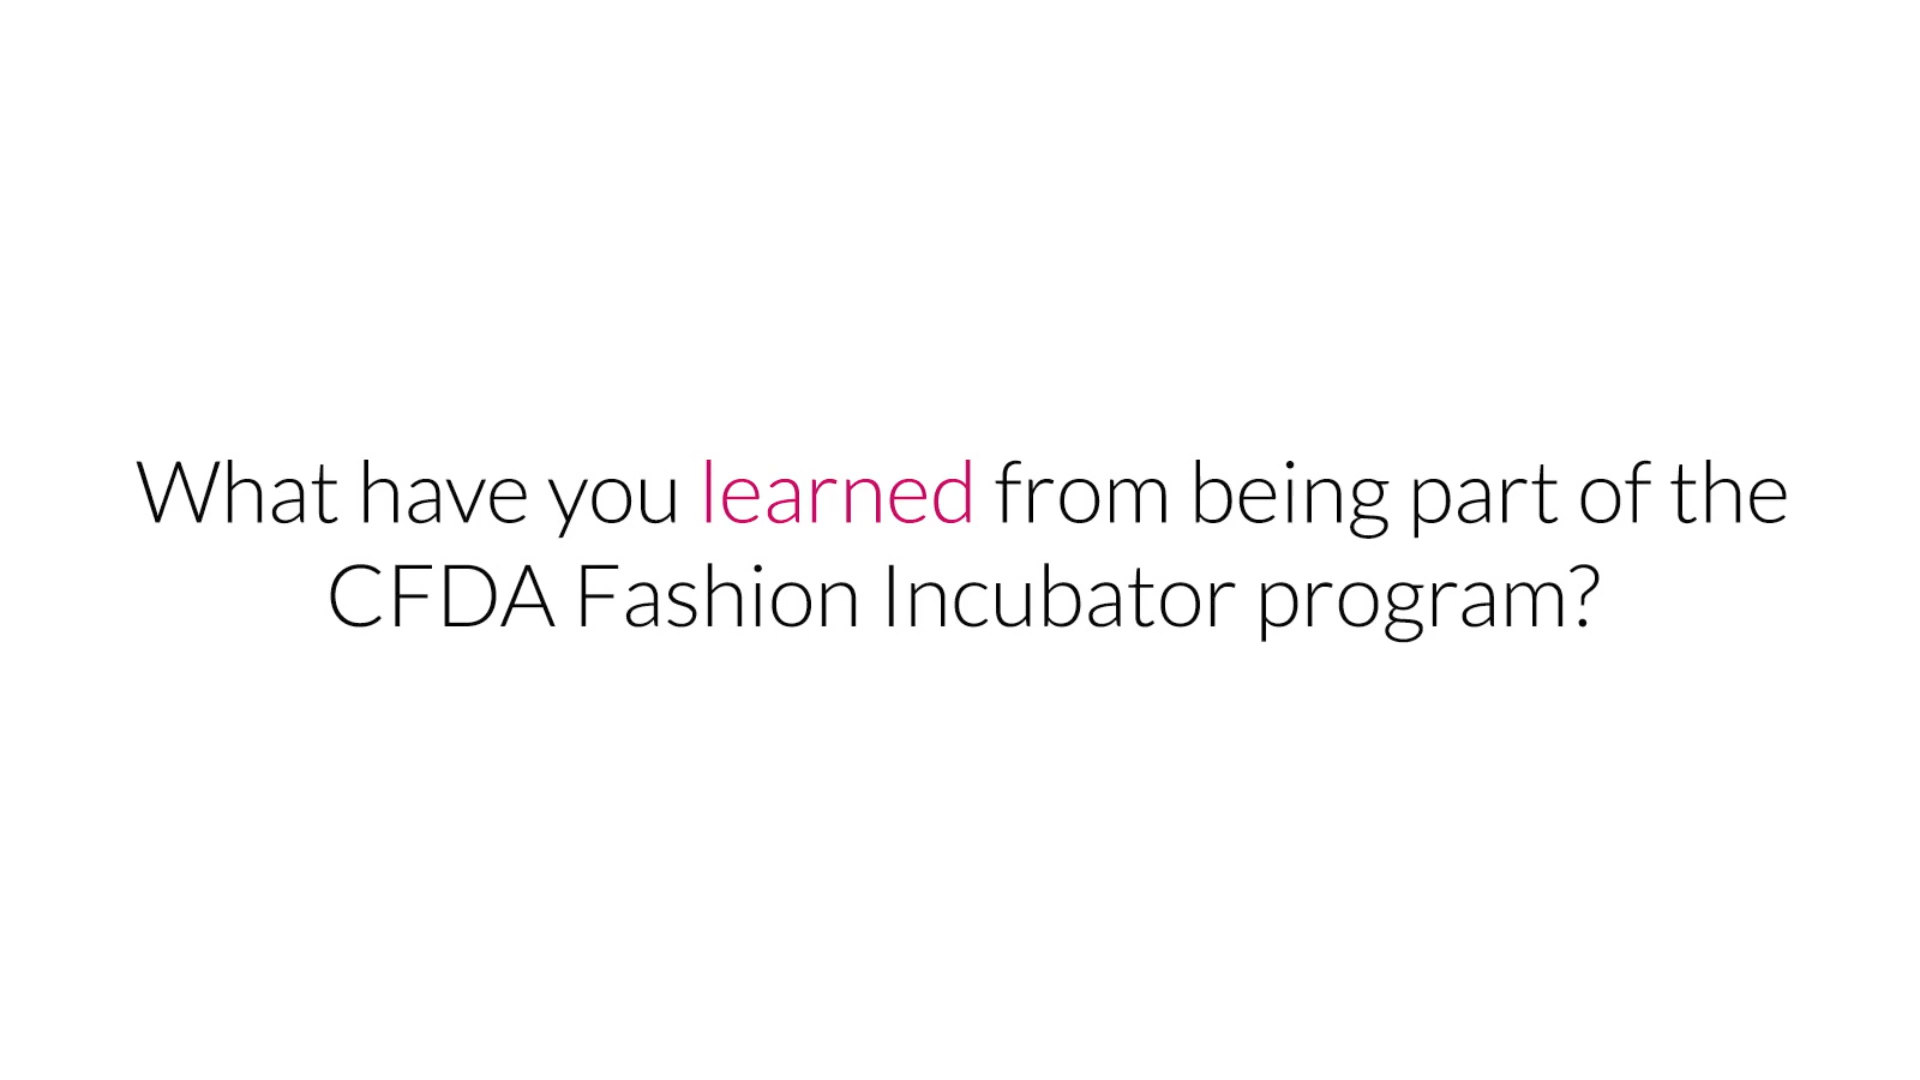 What have you learned from being part of the
CFDA Fashion Incubator program?